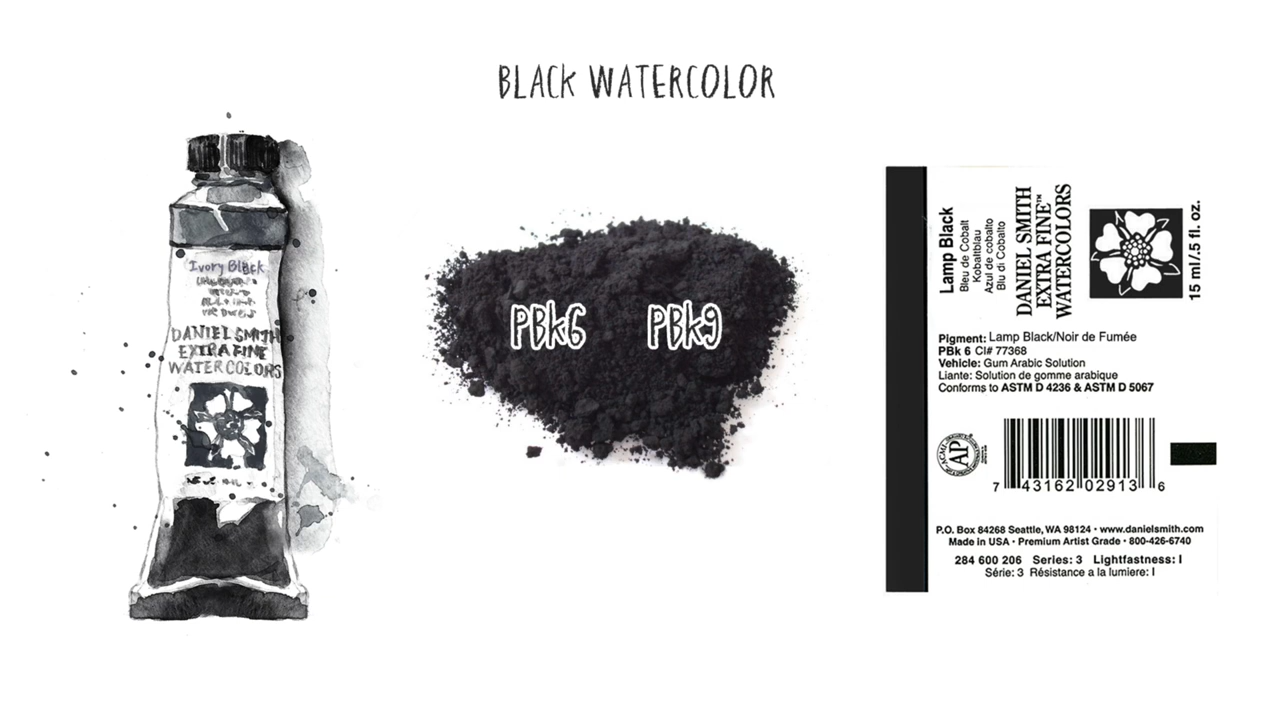 BLACK WATERCOLOR
Ivory Black
DANIEL SMITH
EXTRA FINE
WATERCOLORS
PBk6 PBk9
Lamp Black
Bleu de Cobalt
Kobaltblau
Azul de cobalto
Blu di Cobalto
DANIEL SMITH
EXTRA FINE™
WATERCOLORS
15 ml/.5 fl. oz.
Pigment: Lamp Black/Noir de Fumée
PBk 6 CI# 77368
Vehicle: Gum Arabic Solution
Liante: Solution de gomme arabique
Conforms to ASTM D 4236 & ASTM D 5067
AP
7 43162 02913 6
P.O. Box 84268 Seattle, WA 98124 • www.danielsmith.com
Made in USA • Premium Artist Grade • 800-426-6740
284 600 206 Series: 3 Lightfastness: I
Série: 3 Résistance a la lumiere: I